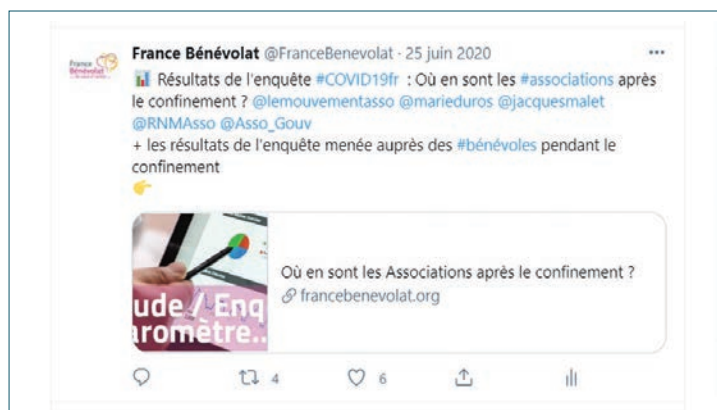 France Bénévolat
France Bénévolat @FranceBenevolat · 25 juin 2020
Résultats de l'enquête #COVID19fr : Où en sont les #associations après
le confinement ? @lemouvementasso @marieduros @jacquesmalet
@RNMAsso @Asso_Gouv
+ les résultats de l'enquête menée auprès des #bénévoles pendant le
confinement
ude / Enq
aromètre..
Où en sont les Associations après le confinement ?
francebenevolat.org
4
6